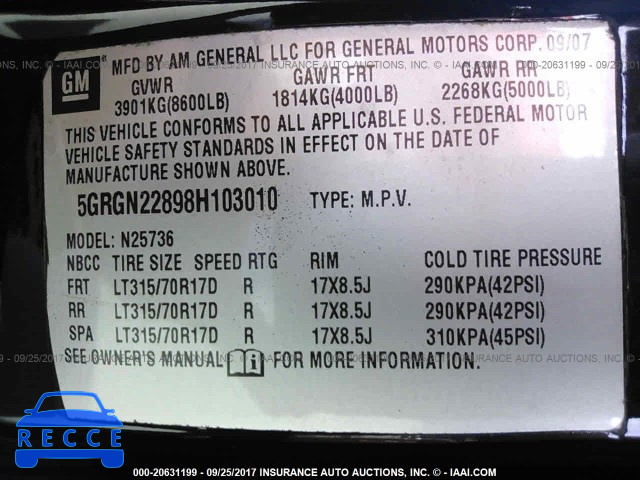 GM
MFD BY AM GENERAL LLC FOR GENERAL MOTORS CORP. 09/07
GVWR GAWR FRT GAWR RR
3901KG(8600LB) 1814KG(4000LB) 2268KG(5000LB)
THIS VEHICLE CONFORMS TO ALL APPLICABLE U.S. FEDERAL MOTOR
VEHICLE SAFETY STANDARDS IN EFFECT ON THE DATE OF
MANUFACTURE SHOWN ABOVE.
5GRGN22898H103010 TYPE: M.P.V.
MODEL: N25736
NBCC TIRE SIZE SPEED RTG RIM COLD TIRE PRESSURE
FRT LT315/70R17D R 17X8.5J 290KPA(42PSI)
RR LT315/70R17D R 17X8.5J 290KPA(42PSI)
SPA LT315/70R17D R 17X8.5J 310KPA(45PSI)
SEE OWNER'S MANUAL i FOR MORE INFORMATION.
RECCE
000-20631199 - 09/25/2017 INSURANCE AUTO AUCTIONS, INC. - © - IAAI.COM